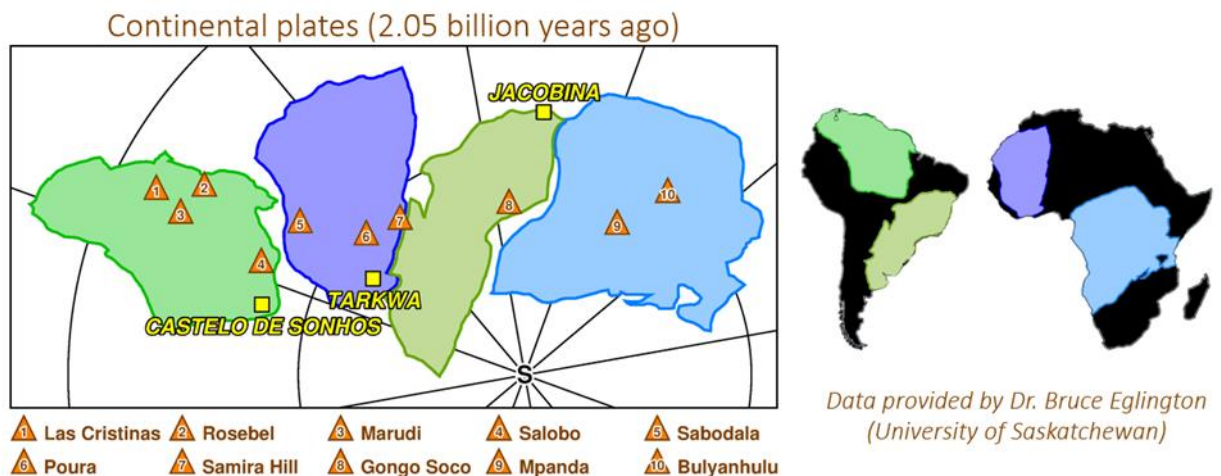 Continental plates (2.05 billion years ago)
JACOBINA
1
2
3
5
6
7
8
9
10
4
TARKWA
CASTELO DE SONHOS
S
1 Las Cristinas 2 Rosebel 3 Marudi 4 Salobo 5 Sabodala
6 Poura 7 Samira Hill 8 Gongo Soco 9 Mpanda 10 Bulyanhulu
Data provided by Dr. Bruce Eglington
(University of Saskatchewan)